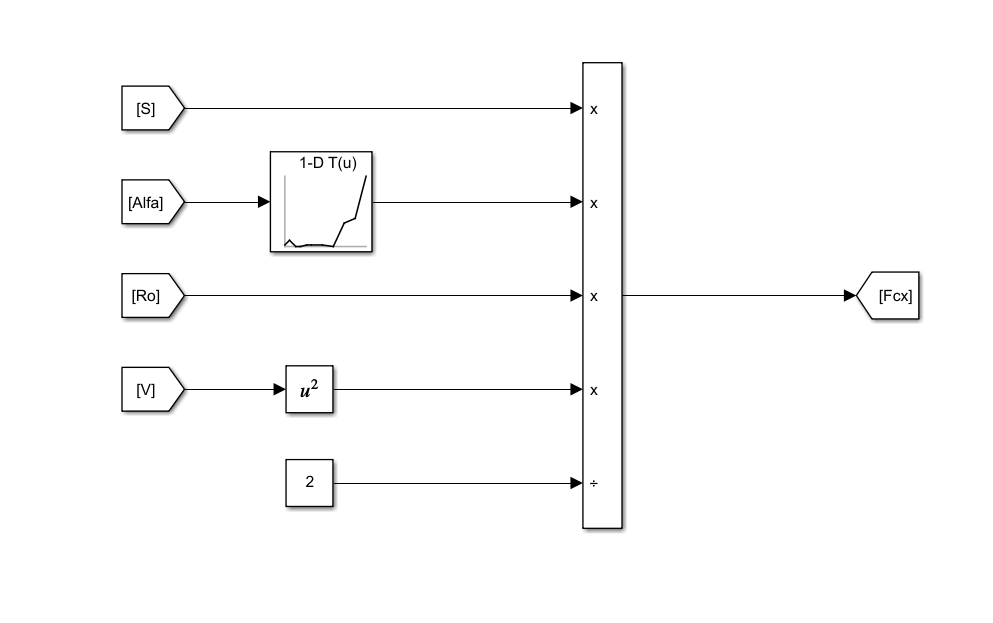 [S]
x
1-D T(u)
[Alfa]
x
[Ro]
x
[Fcx]
[V]
u²
x
2
÷